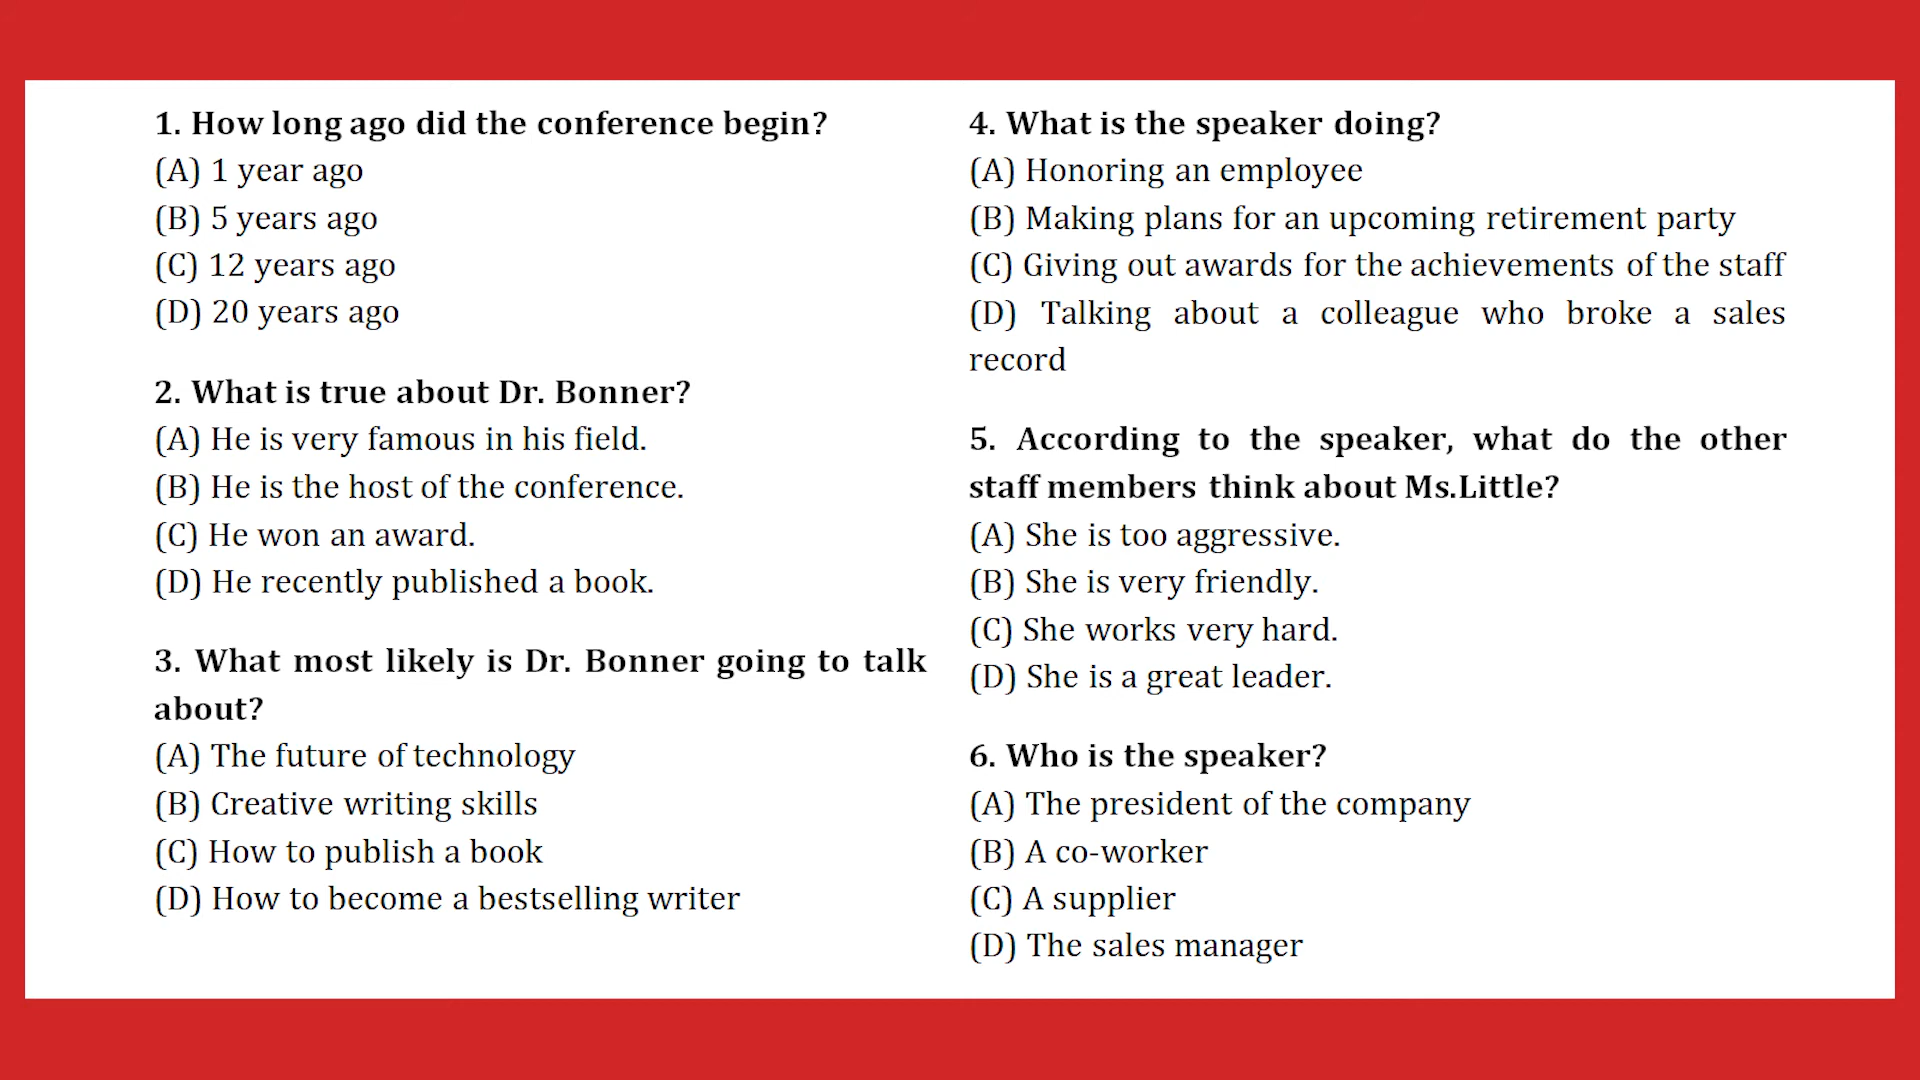 1. How long ago did the conference begin?
(A) 1 year ago
(B) 5 years ago
(C) 12 years ago
(D) 20 years ago
2. What is true about Dr. Bonner?
(A) He is very famous in his field.
(B) He is the host of the conference.
(C) He won an award.
(D) He recently published a book.
3. What most likely is Dr. Bonner going to talk
about?
(A) The future of technology
(B) Creative writing skills
(C) How to publish a book
(D) How to become a bestselling writer
4. What is the speaker doing?
(A) Honoring an employee
(B) Making plans for an upcoming retirement party
(C) Giving out awards for the achievements of the staff
(D) Talking about a colleague who broke a sales
record
5. According to the speaker, what do the other
staff members think about Ms.Little?
(A) She is too aggressive.
(B) She is very friendly.
(C) She works very hard.
(D) She is a great leader.
6. Who is the speaker?
(A) The president of the company
(B) A co-worker
(C) A supplier
(D) The sales manager